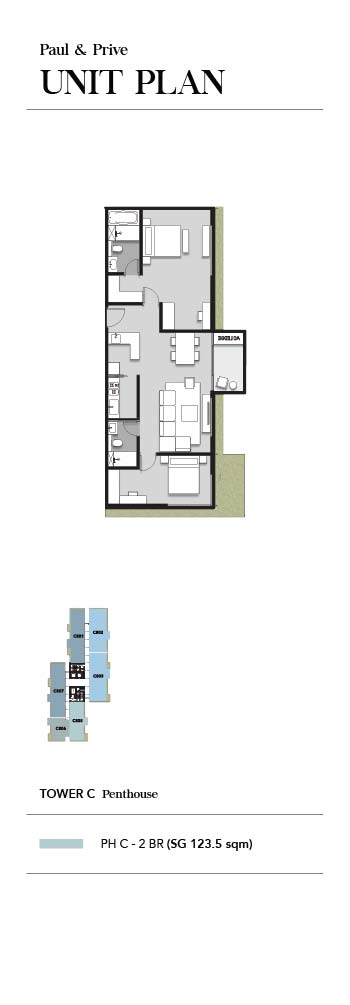 Paul & Prive
UNIT PLAN
C801
C802
C803
C807
C805
C806
TOWER C Penthouse
PH C - 2 BR (SG 123.5 sqm)